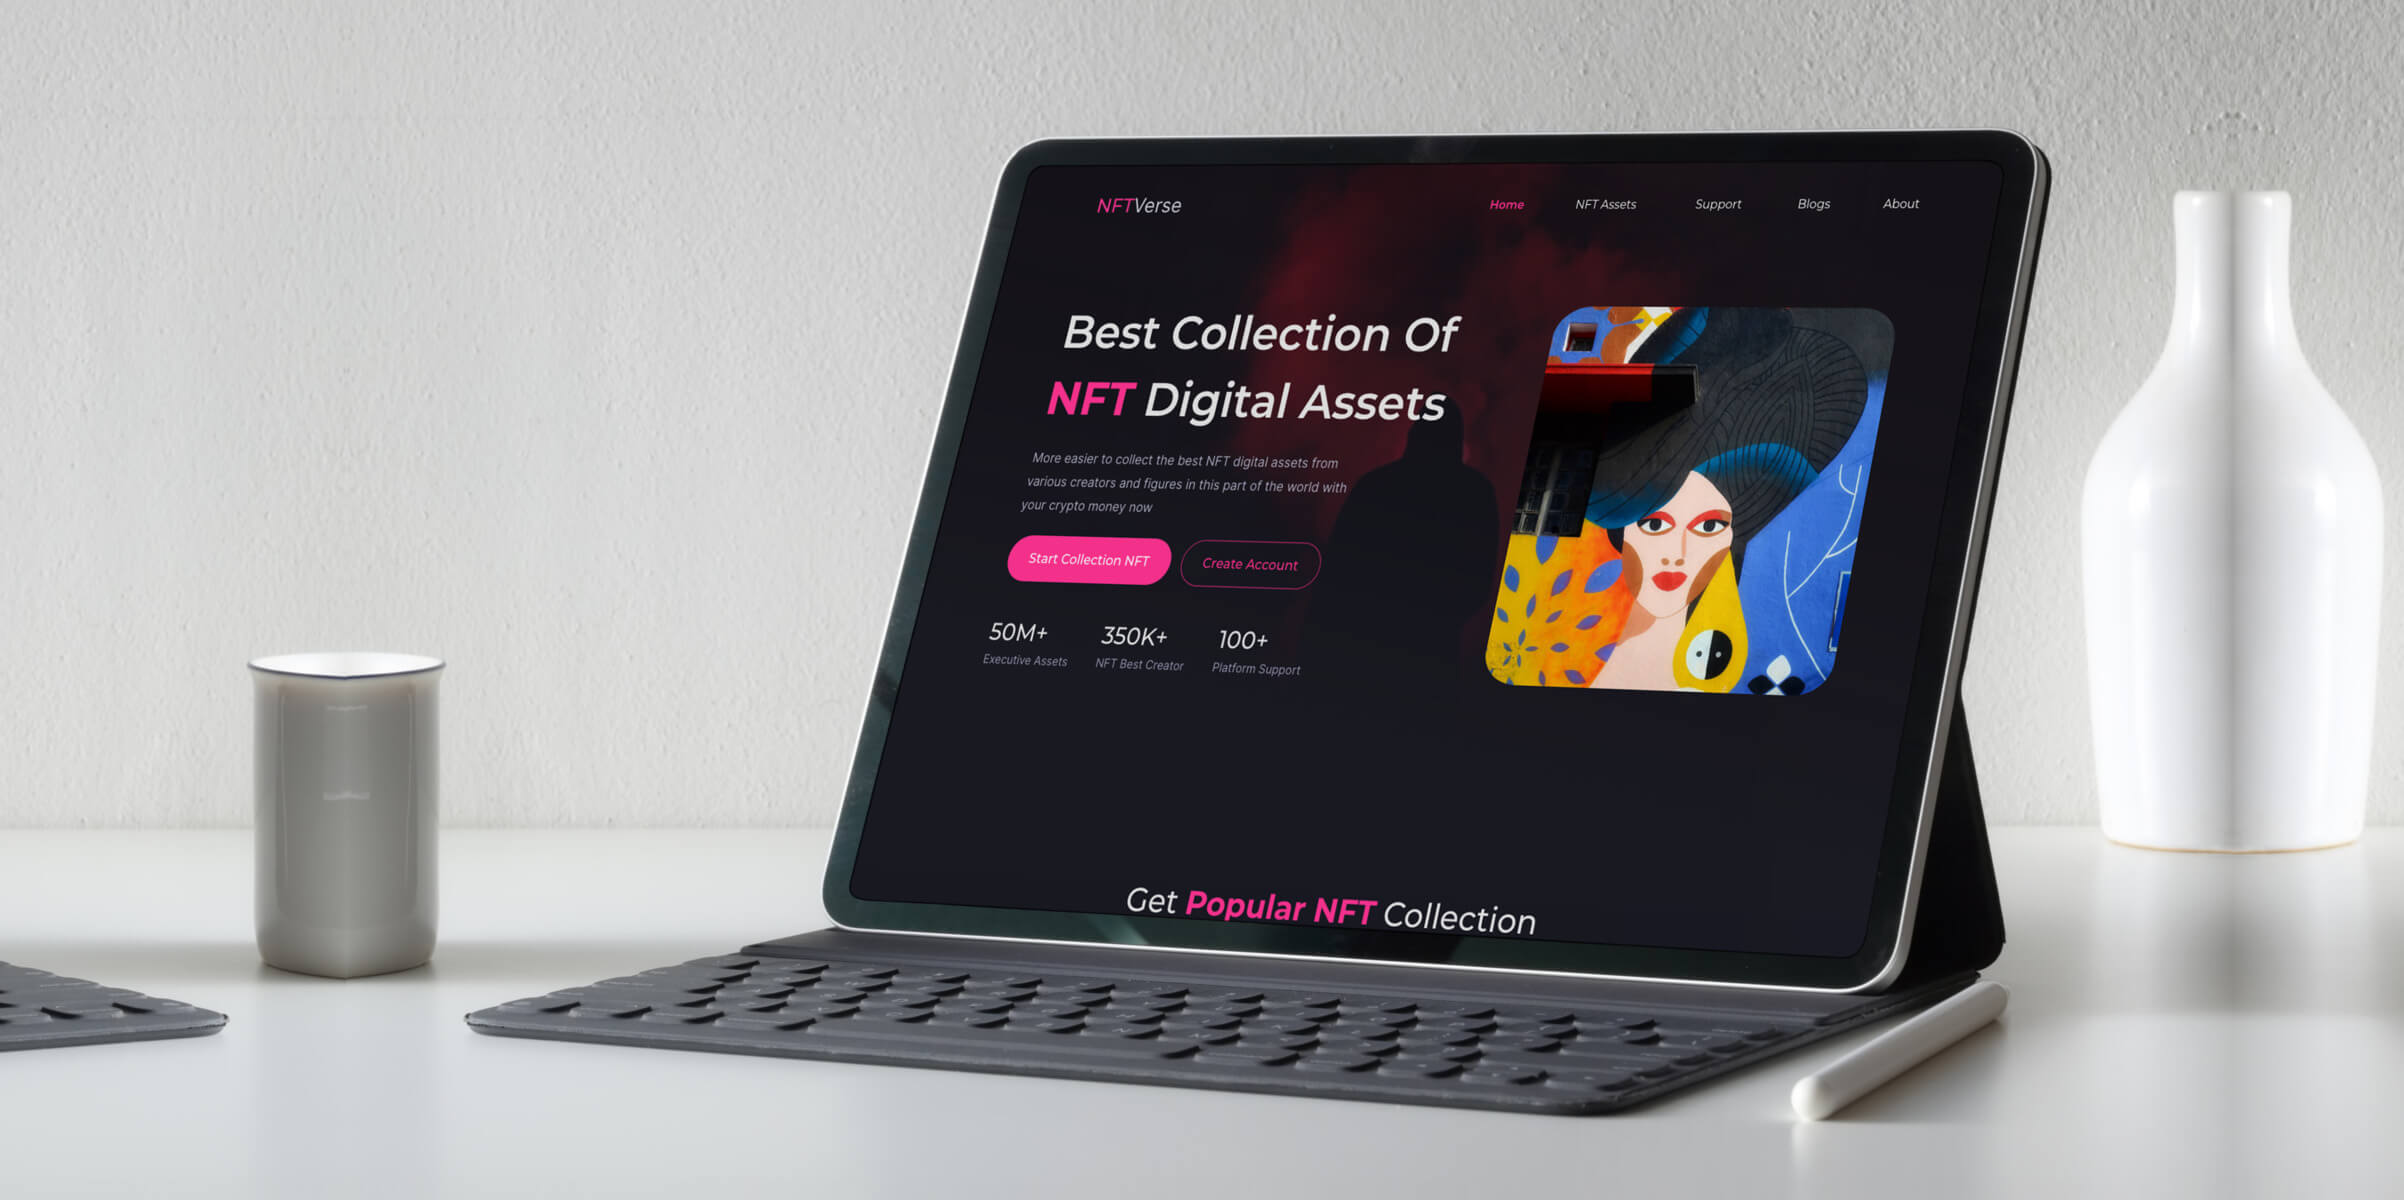 NFTVerse
Home NFT Assets Support Blogs About
Best Collection Of
NFT Digital Assets
More easier to collect the best NFT digital assets from
various creators and figures in this part of the world with
your crypto money now
Start Collection NFT Create Account
50M+ 350K+ 100+
Executive Assets NFT Best Creator Platform Support
Get Popular NFT Collection